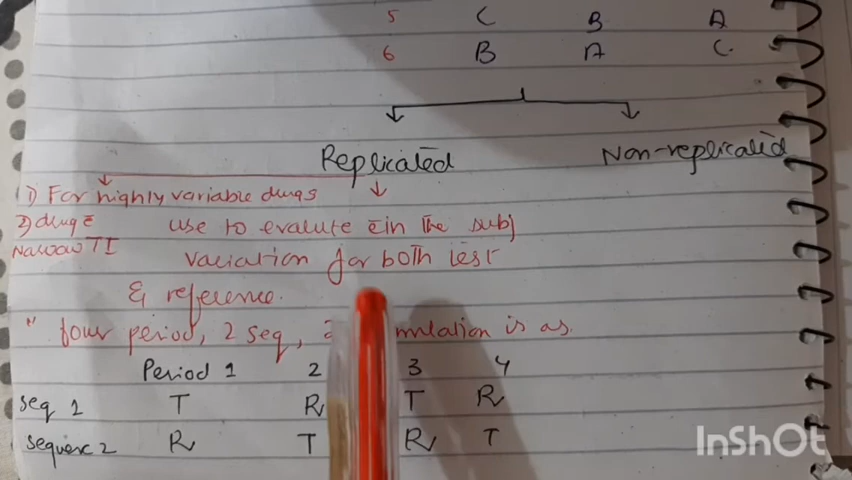 5 C B A
6 B A C
Replicated Non-replicated
1) For highly variable drugs
2) drug c̄ use to evalute c̄in the subj
Narrow TI variation for both test
& reference.
" four period, 2 seq, mulation is as.
Period 1 2 3 4
seq 1 T R T R
sequenc 2 R T R T
InShOt